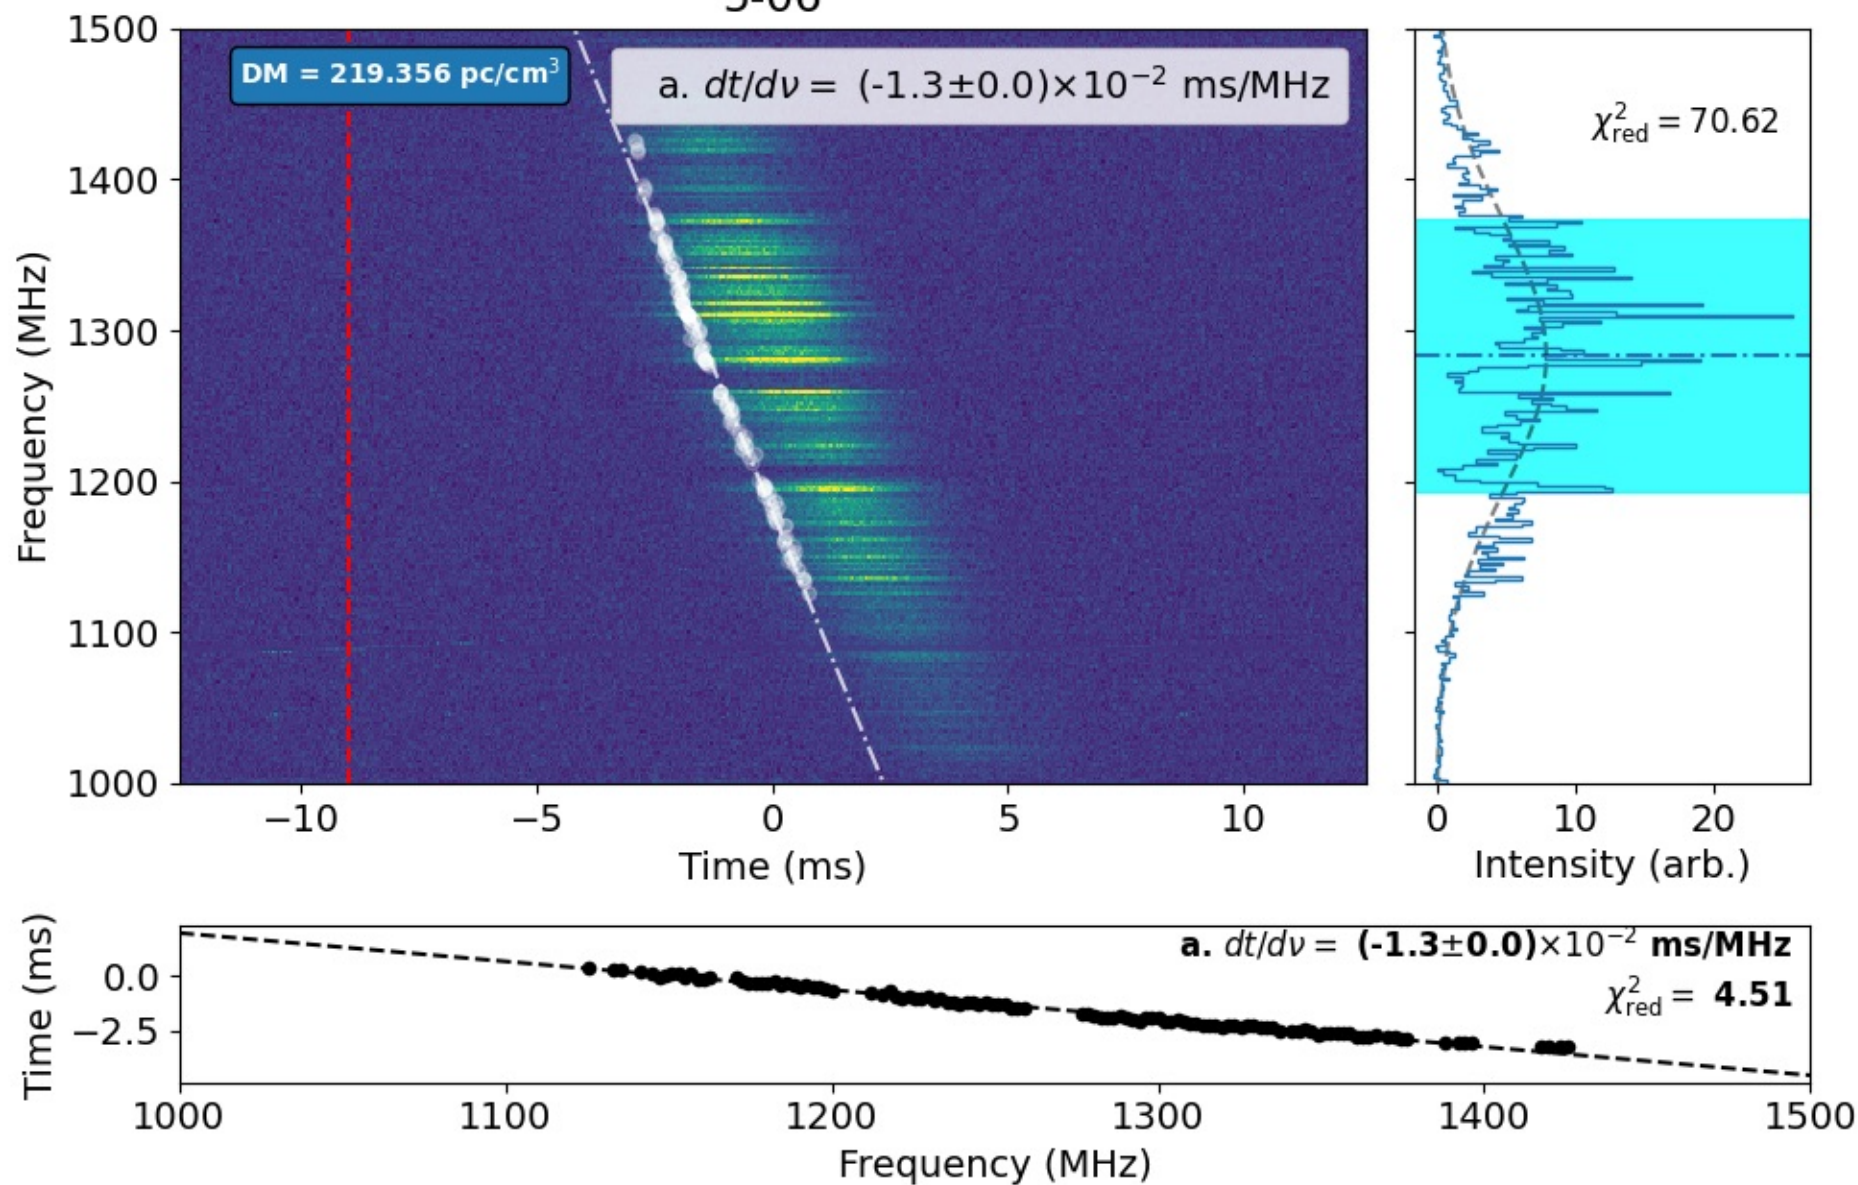 DM = 219.356 pc/cm³
a. dt/dν = (-1.3±0.0)×10⁻² ms/MHz
1500
1400
1300
1200
1100
1000
Frequency (MHz)
−10 −5 0 5 10
Time (ms)
χ²red = 70.62
0 10 20
Intensity (arb.)
a. dt/dν = (-1.3±0.0)×10⁻² ms/MHz
χ²red = 4.51
0.0
−2.5
Time (ms)
1000 1100 1200 1300 1400 1500
Frequency (MHz)